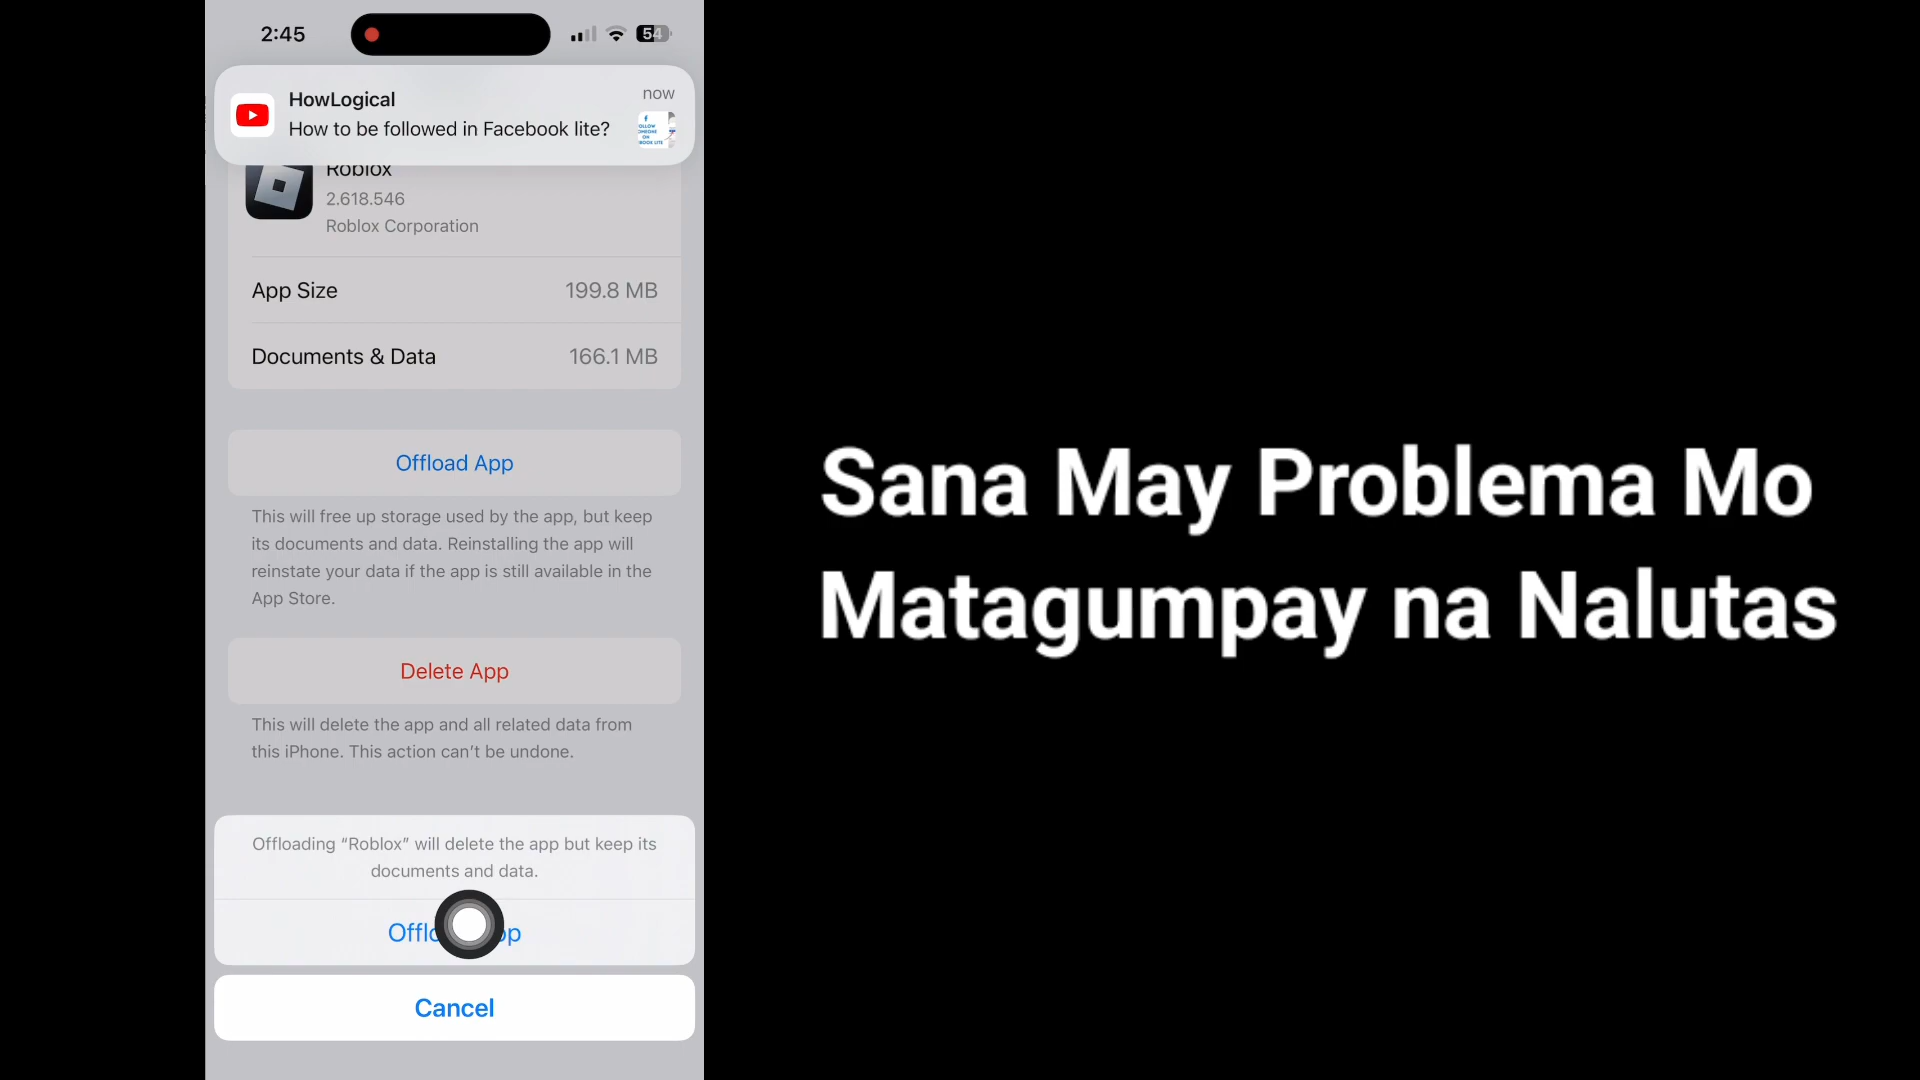 2:45
54
HowLogical
now
How to be followed in Facebook lite?
Roblox
2.618.546
Roblox Corporation
App Size
199.8 MB
Documents & Data
166.1 MB
Offload App
This will free up storage used by the app, but keep
its documents and data. Reinstalling the app will
reinstate your data if the app is still available in the
App Store.
Delete App
This will delete the app and all related data from
this iPhone. This action can’t be undone.
Offloading “Roblox” will delete the app but keep its
documents and data.
Cancel
Sana May Problema Mo
Matagumpay na Nalutas